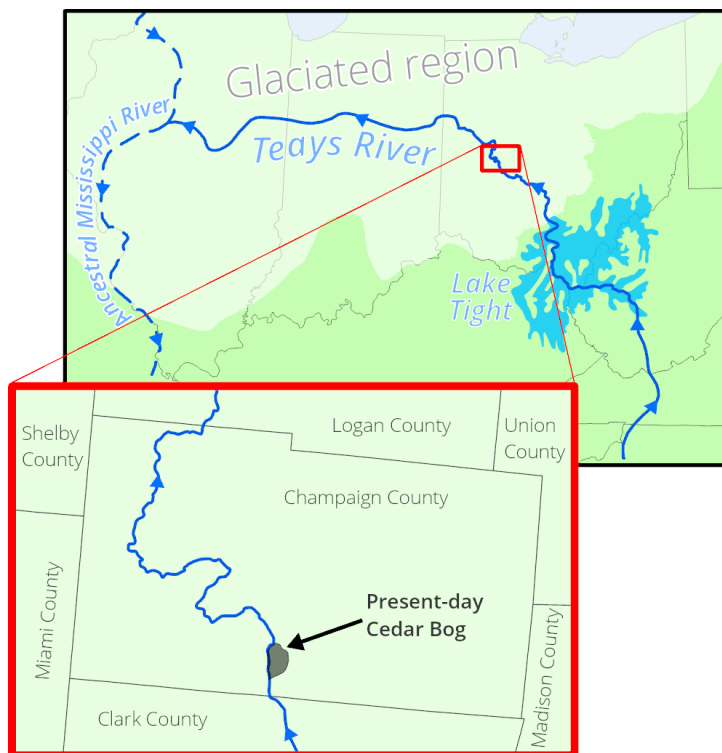 Glaciated region
Teays River
Ancestral Mississippi River
Lake
Tight
Shelby
County
Logan County
Union
County
Champaign County
Miami County
Present-day
Cedar Bog
Madison County
Clark County